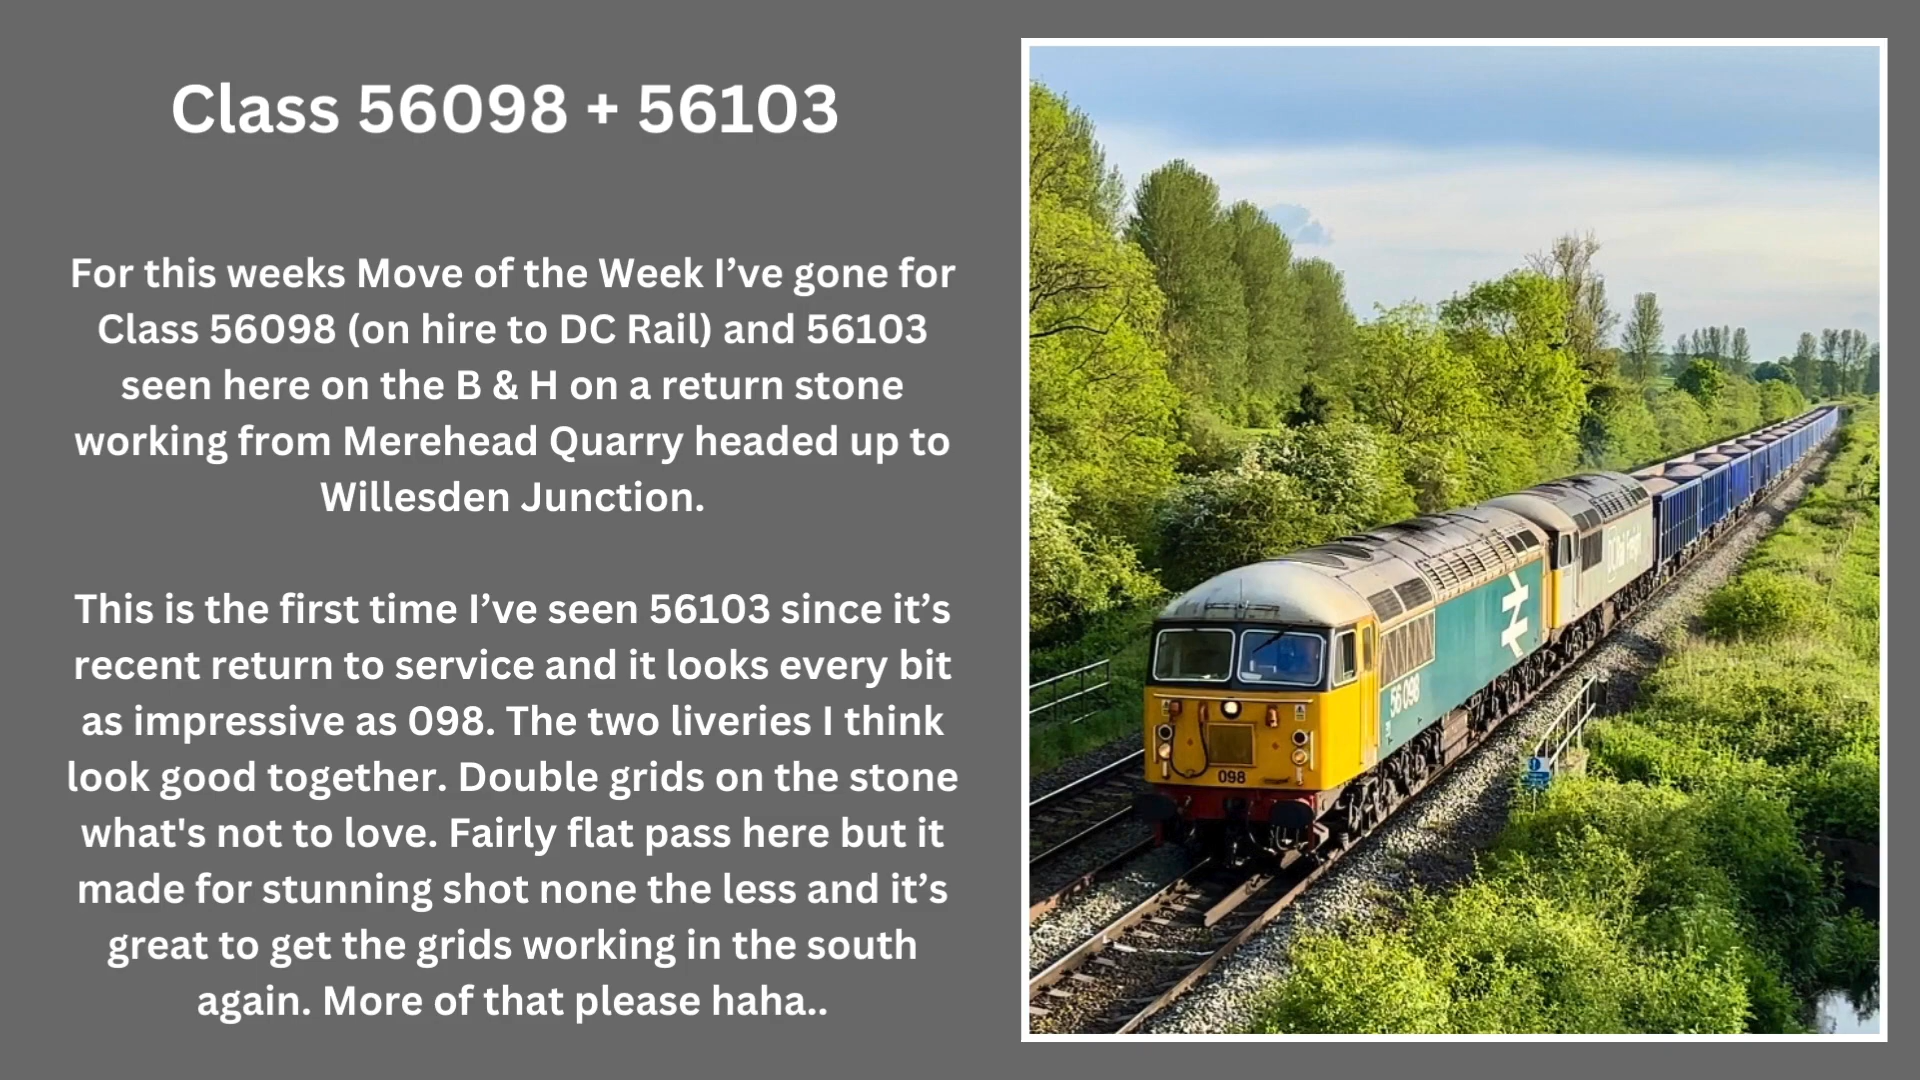 Class 56098 + 56103
For this weeks Move of the Week I’ve gone for
Class 56098 (on hire to DC Rail) and 56103
seen here on the B & H on a return stone
working from Merehead Quarry headed up to
Willesden Junction.
This is the first time I’ve seen 56103 since it’s
recent return to service and it looks every bit
as impressive as 098. The two liveries I think
look good together. Double grids on the stone
what's not to love. Fairly flat pass here but it
made for stunning shot none the less and it’s
great to get the grids working in the south
again. More of that please haha..
56 098
098